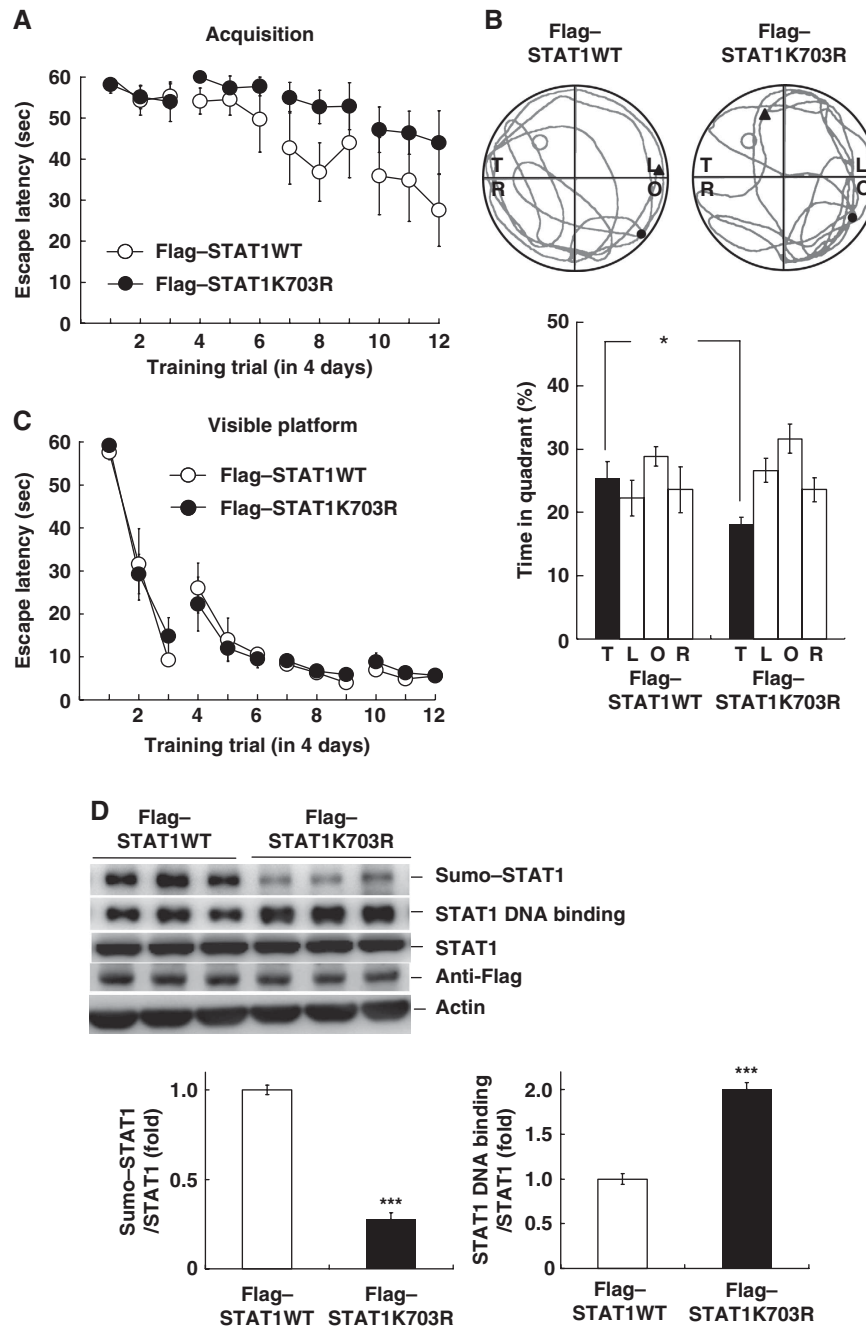 A
Acquisition
Escape latency (sec)
60
50
40
30
20
10
0
Flag–STAT1WT
Flag–STAT1K703R
2 4 6 8 10 12
Training trial (in 4 days)
B
Flag–
STAT1WT
Flag–
STAT1K703R
T L
R O
T L
R O
Time in quadrant (%)
50
40
30
20
10
0
*
T L O R T L O R
Flag–
STAT1WT
Flag–
STAT1K703R
C
Visible platform
Escape latency (sec)
60
50
40
30
20
10
0
Flag–STAT1WT
Flag–STAT1K703R
2 4 6 8 10 12
Training trial (in 4 days)
D
Flag–
STAT1WT
Flag–
STAT1K703R
Sumo–STAT1
STAT1 DNA binding
STAT1
Anti-Flag
Actin
Sumo–STAT1
/STAT1 (fold)
1.0
0.5
0
***
Flag–
STAT1WT
Flag–
STAT1K703R
STAT1 DNA binding
/STAT1 (fold)
2.0
1.5
1.0
0.5
0
***
Flag–
STAT1WT
Flag–
STAT1K703R